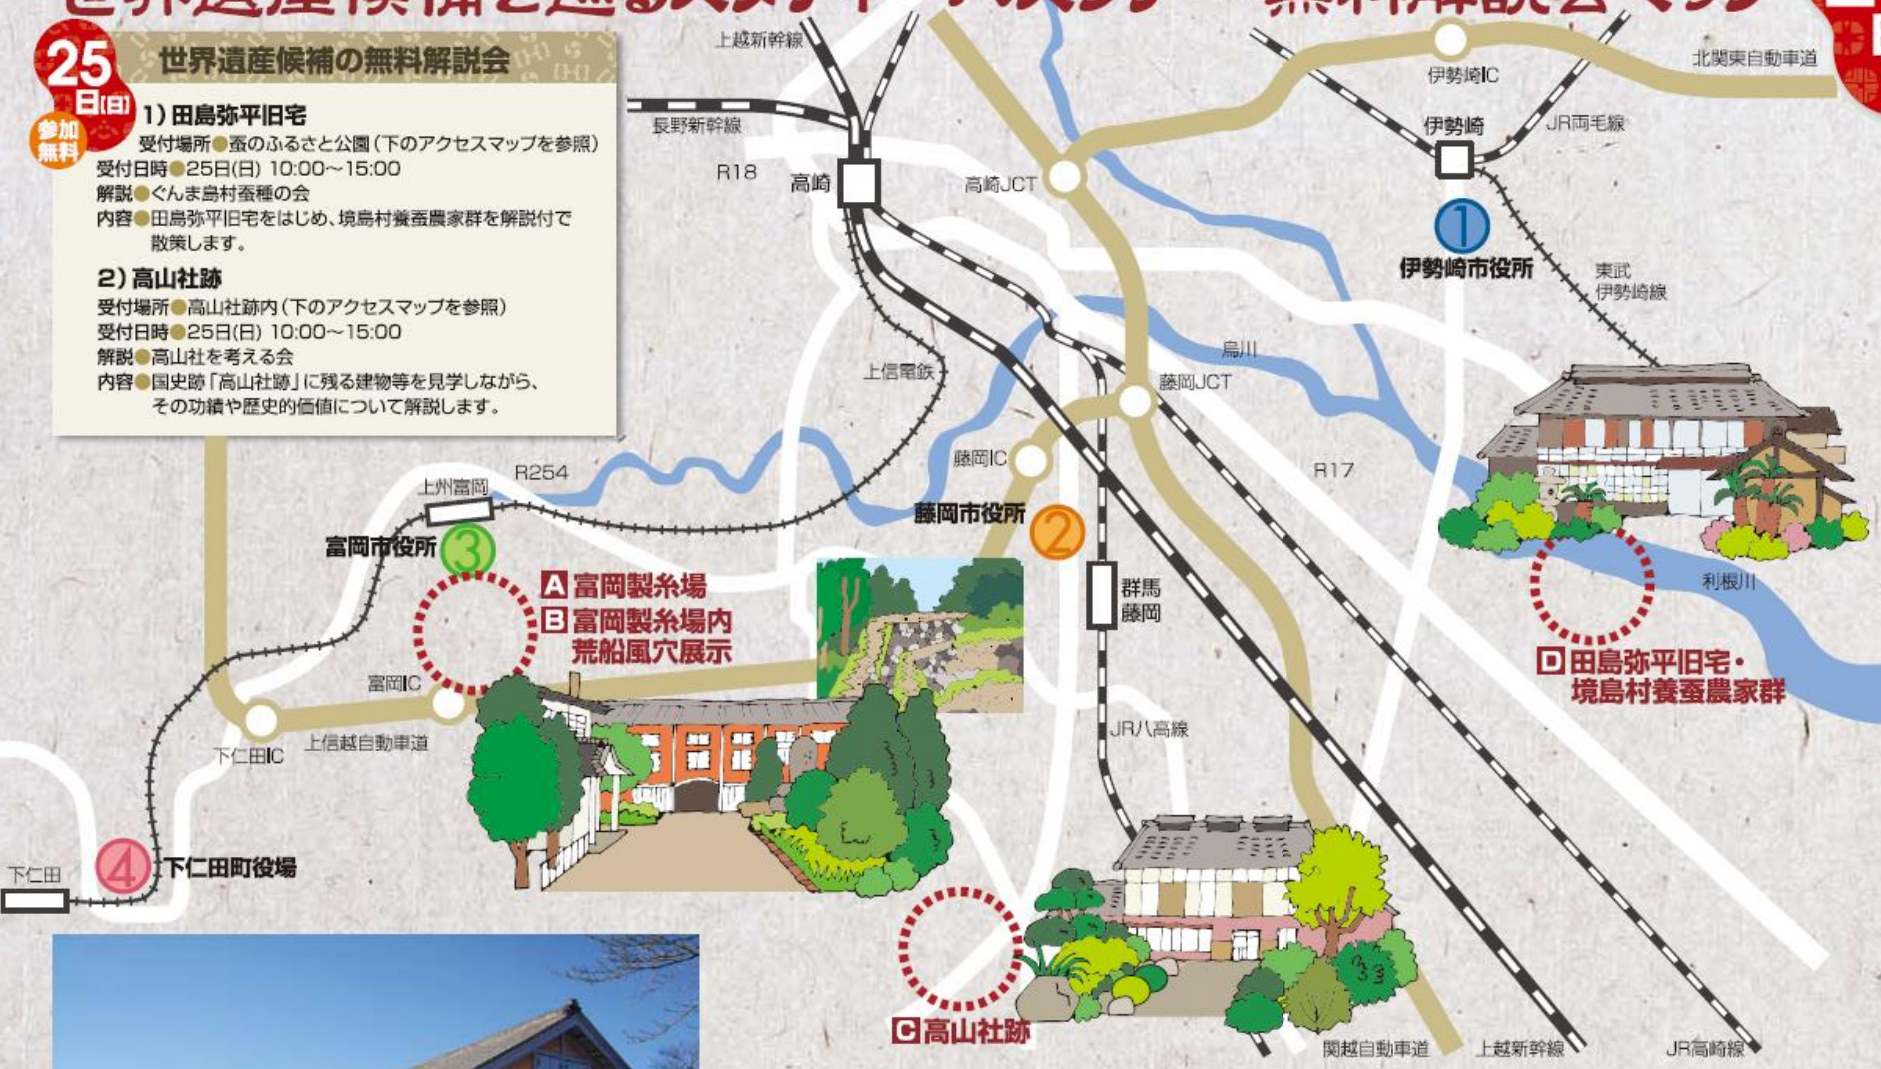 25
日(日)
参加
無料
世界遺産候補の無料解説会
1)田島弥平旧宅
受付場所●蚕のふるさと公園(下のアクセスマップを参照)
受付日時●25日(日) 10:00〜15:00
解説●ぐんま島村蚕種の会
内容●田島弥平旧宅をはじめ、境島村養蚕農家群を解説付で
散策します。
2)高山社跡
受付場所●高山社跡内(下のアクセスマップを参照)
受付日時●25日(日) 10:00〜15:00
解説●高山社を考える会
内容●国史跡「高山社跡」に残る建物等を見学しながら、
その功績や歴史的価値について解説します。
上越新幹線
長野新幹線
R18
高崎
高崎JCT
伊勢崎IC
北関東自動車道
伊勢崎
JR両毛線
①
伊勢崎市役所
東武
伊勢崎線
烏川
上信電鉄
藤岡JCT
藤岡IC
R17
R254
上州富岡
富岡市役所
③
藤岡市役所
②
群馬
藤岡
A 富岡製糸場
B 富岡製糸場内
荒船風穴展示
利根川
D 田島弥平旧宅・
境島村養蚕農家群
富岡IC
下仁田IC
上信越自動車道
JR八高線
下仁田
④
下仁田町役場
C 高山社跡
関越自動車道
上越新幹線
JR高崎線